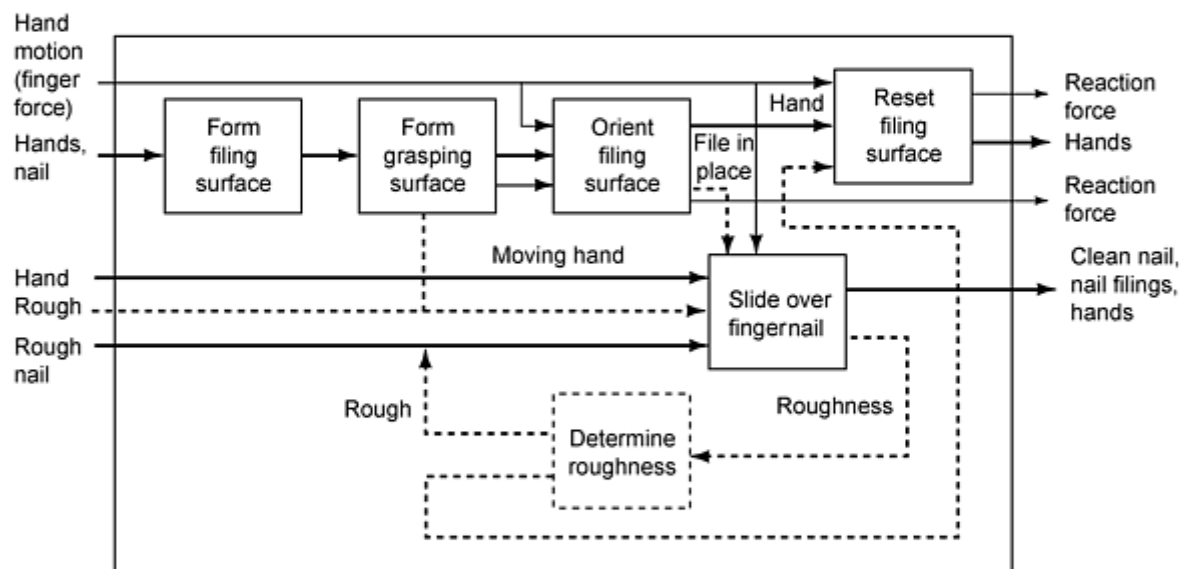 Hand
motion
(finger
force)
Hands,
nail
Form
filing
surface
Form
grasping
surface
Orient
filing
surface
Hand
File in
place
Reset
filing
surface
Reaction
force
Hands
Reaction
force
Moving hand
Hand
Rough
Rough
nail
Slide over
fingernail
Clean nail,
nail filings,
hands
Rough
Roughness
Determine
roughness